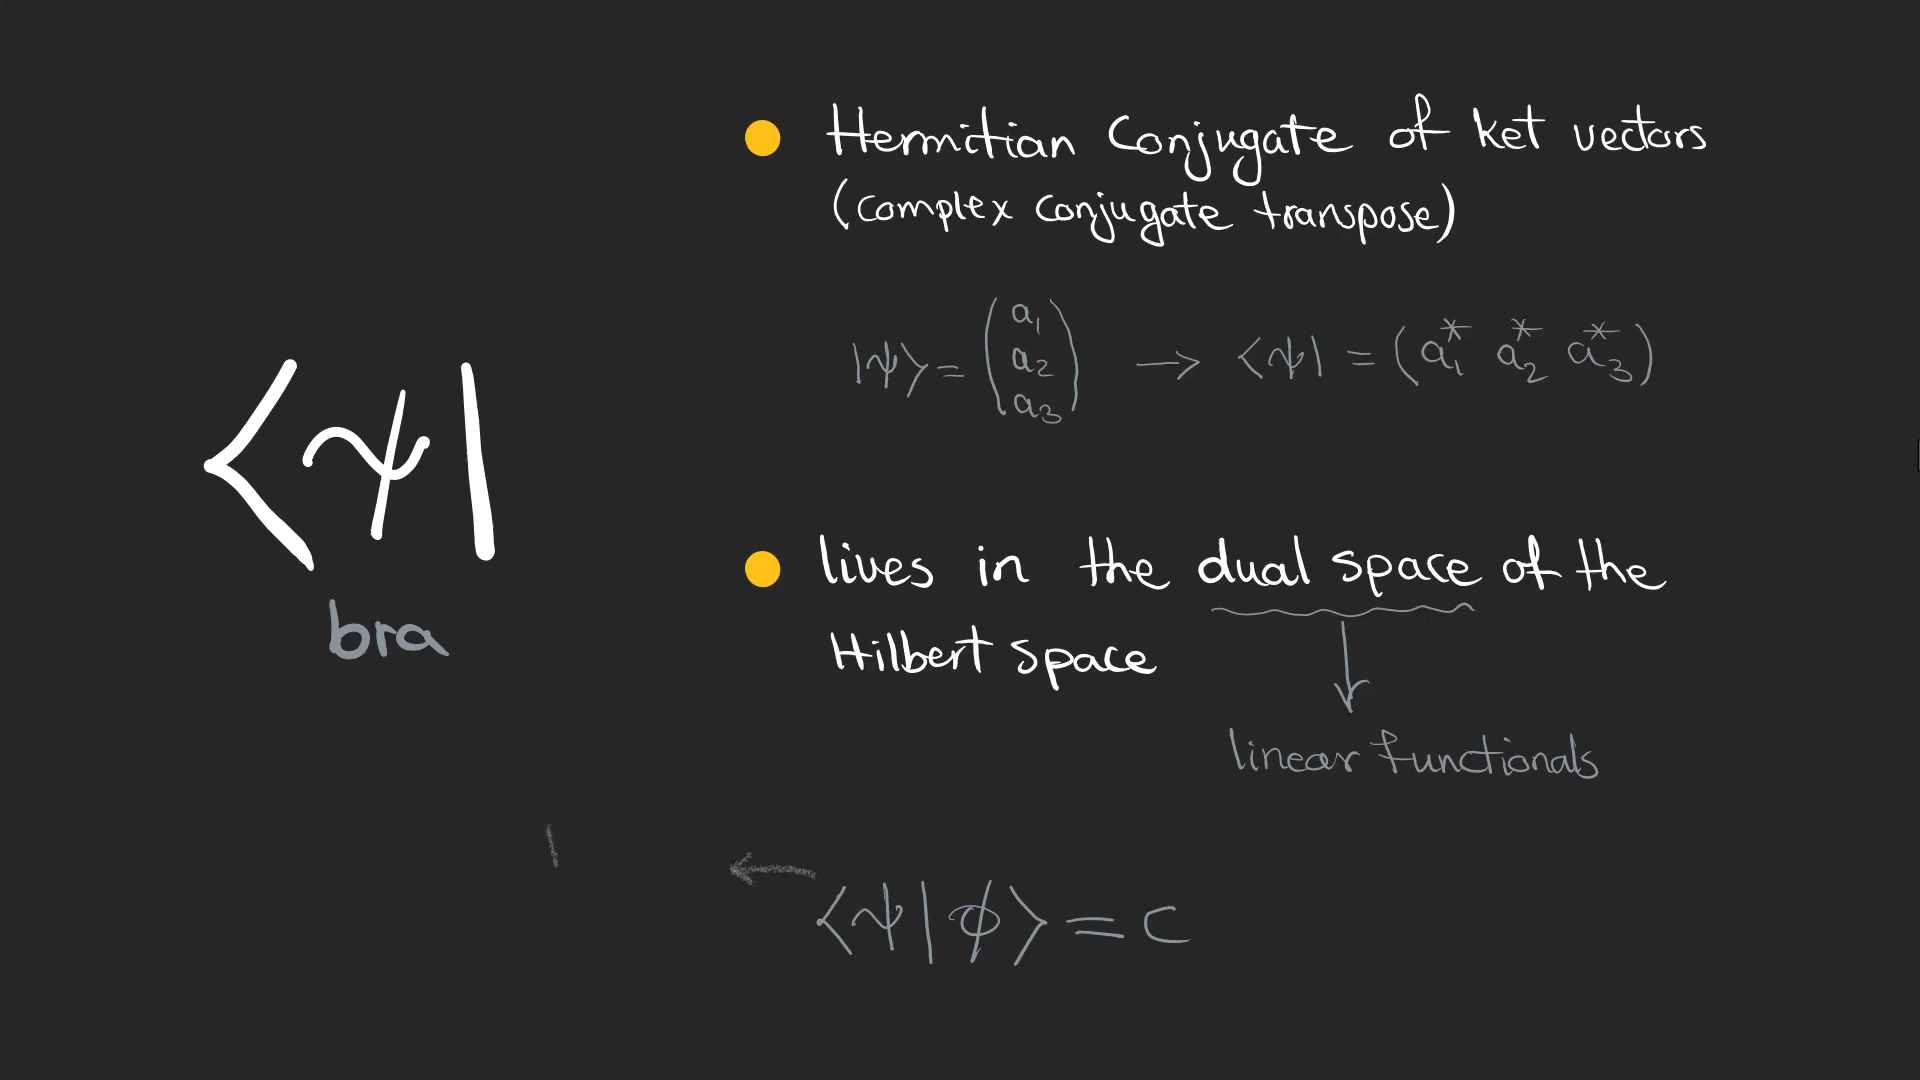 Hermitian Conjugate of ket vectors
(complex conjugate transpose)
|ψ⟩ = (a₁ a₂ a₃) → ⟨ψ| = (a₁* a₂* a₃*)
⟨ψ|
bra
lives in the dual space of the
Hilbert space
linear functionals
⟨ψ|ϕ⟩ = c